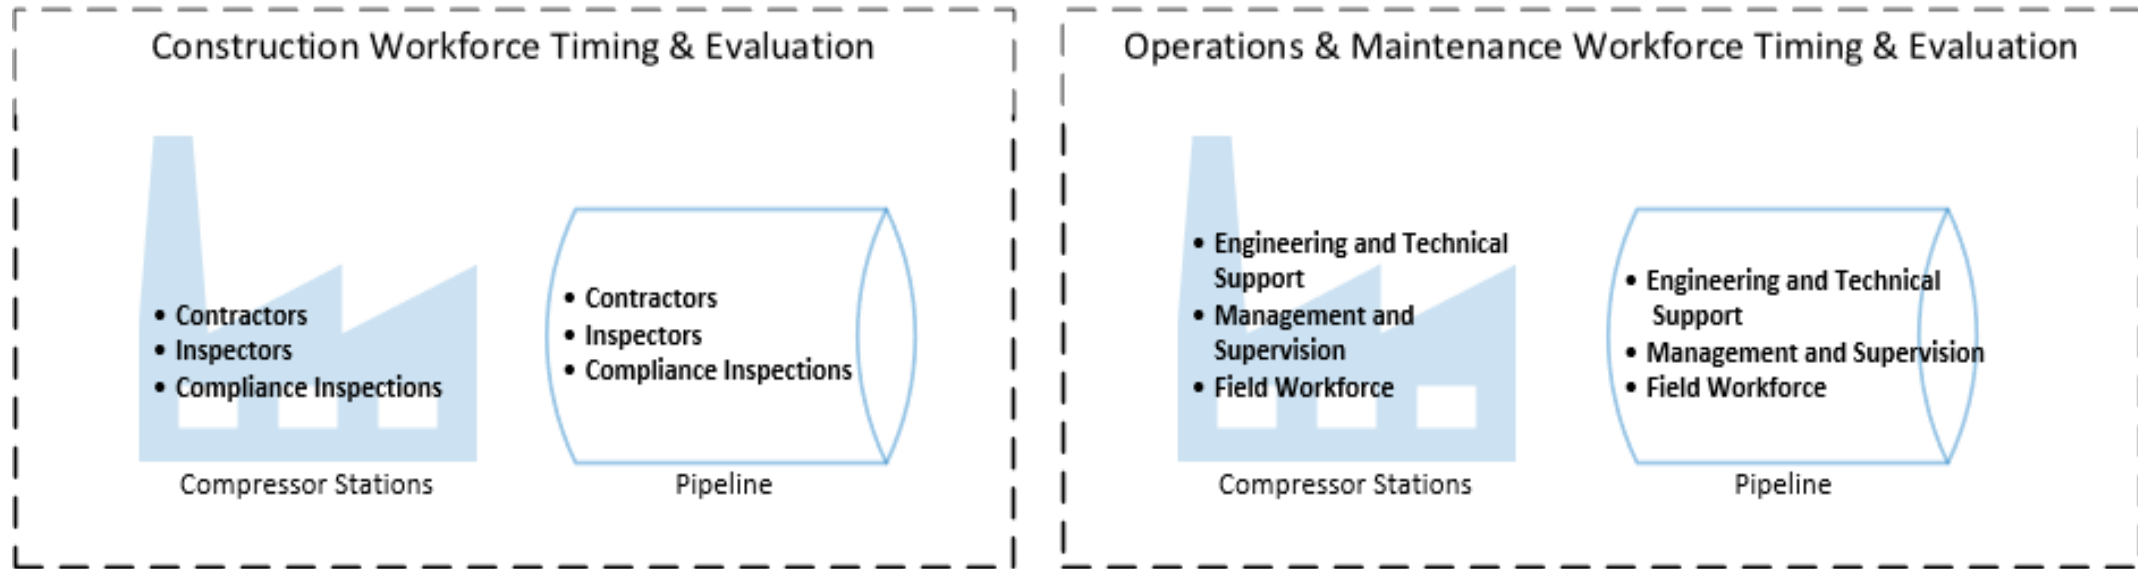 Construction Workforce Timing & Evaluation
• Contractors
• Inspectors
• Compliance Inspections
Compressor Stations
• Contractors
• Inspectors
• Compliance Inspections
Pipeline
Operations & Maintenance Workforce Timing & Evaluation
• Engineering and Technical
Support
• Management and
Supervision
• Field Workforce
Compressor Stations
• Engineering and Technical
Support
• Management and Supervision
• Field Workforce
Pipeline